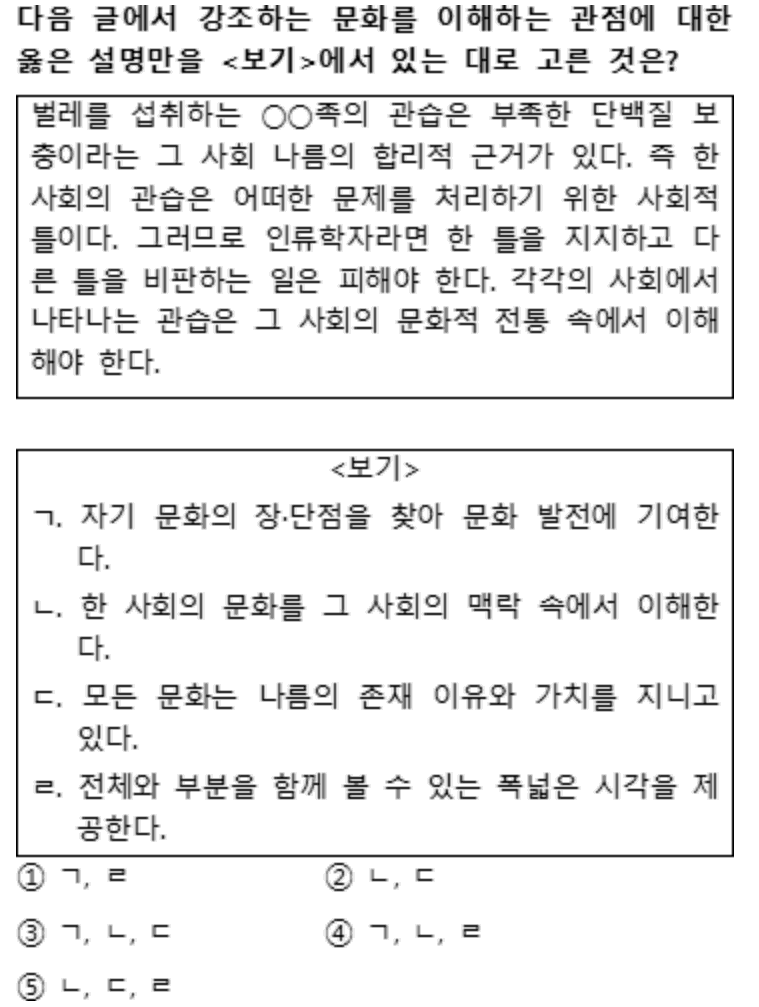 다음 글에서 강조하는 문화를 이해하는 관점에 대한
옳은 설명만을 <보기>에서 있는 대로 고른 것은?
벌레를 섭취하는 ○○족의 관습은 부족한 단백질 보
충이라는 그 사회 나름의 합리적 근거가 있다. 즉 한
사회의 관습은 어떠한 문제를 처리하기 위한 사회적
틀이다. 그러므로 인류학자라면 한 틀을 지지하고 다
른 틀을 비판하는 일은 피해야 한다. 각각의 사회에서
나타나는 관습은 그 사회의 문화적 전통 속에서 이해
해야 한다.
<보기>
ㄱ. 자기 문화의 장·단점을 찾아 문화 발전에 기여한
다.
ㄴ. 한 사회의 문화를 그 사회의 맥락 속에서 이해한
다.
ㄷ. 모든 문화는 나름의 존재 이유와 가치를 지니고
있다.
ㄹ. 전체와 부분을 함께 볼 수 있는 폭넓은 시각을 제
공한다.
① ㄱ, ㄹ ② ㄴ, ㄷ
③ ㄱ, ㄴ, ㄷ ④ ㄱ, ㄴ, ㄹ
⑤ ㄴ, ㄷ, ㄹ